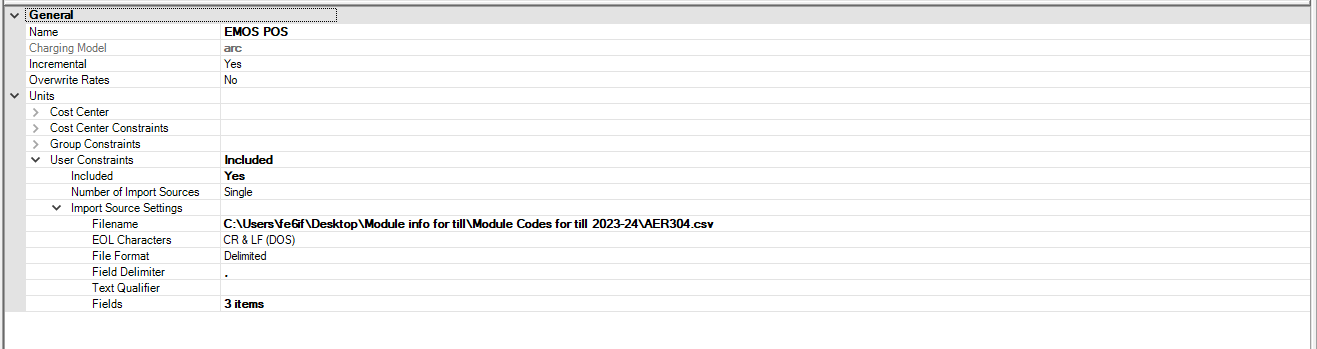 General
Name EMOS POS
Charging Model arc
Incremental Yes
Overwrite Rates No
Units
Cost Center
Cost Center Constraints
Group Constraints
User Constraints Included
Included Yes
Number of Import Sources Single
Import Source Settings
Filename C:\Users\fe6if\Desktop\Module info for till\Module Codes for till 2023-24\AER304.csv
EOL Characters CR & LF (DOS)
File Format Delimited
Field Delimiter ,
Text Qualifier
Fields 3 items